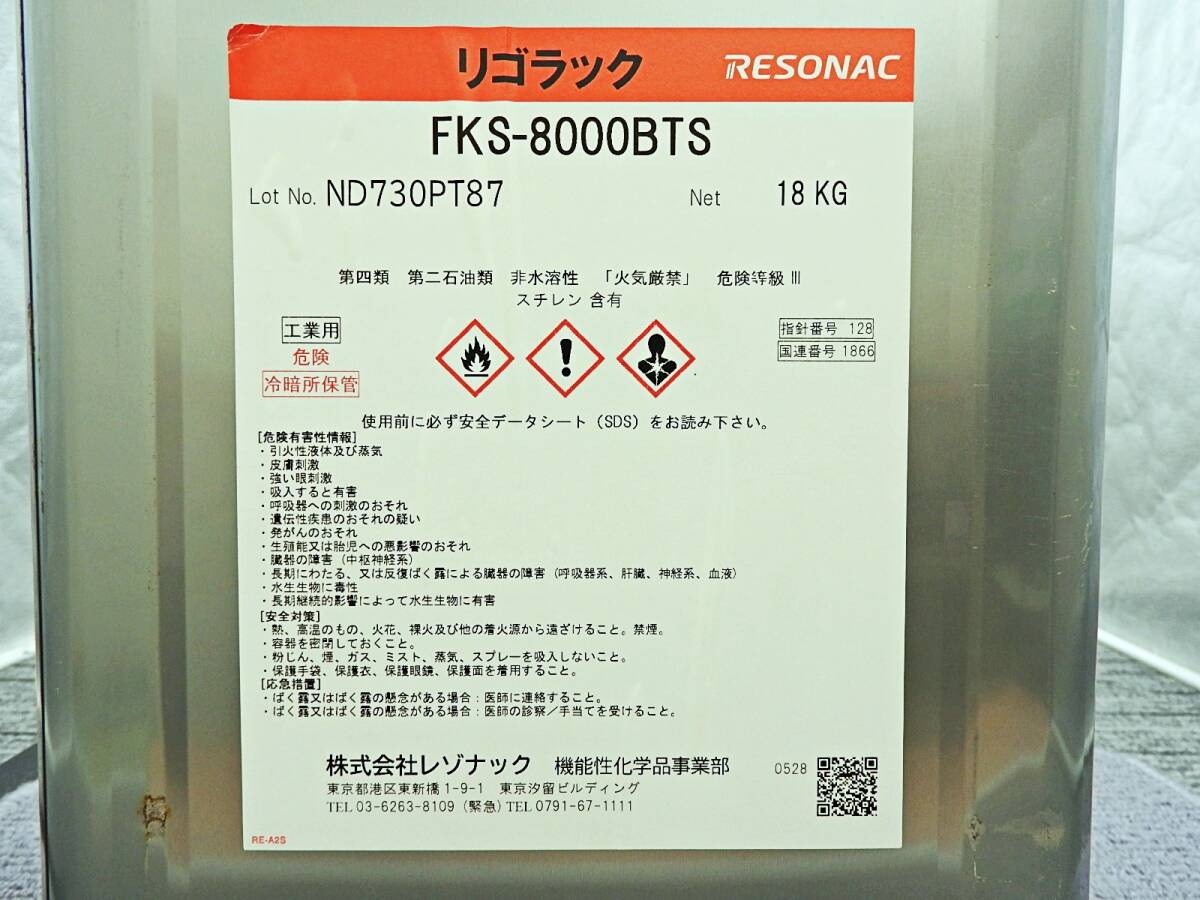 リゴラック RESONAC
FKS-8000BTS
Lot No. ND730PT87 Net 18 KG
第四類 第二石油類 非水溶性 「火気厳禁」 危険等級Ⅲ
スチレン 含有
工業用
危険
冷暗所保管
指針番号 128
国連番号 1866
使用前に必ず安全データシート（SDS）をお読み下さい。
[危険有害性情報]
・引火性液体及び蒸気
・皮膚刺激
・強い眼刺激
・吸入すると有害
・呼吸器への刺激のおそれ
・遺伝性疾患のおそれの疑い
・発がんのおそれ
・生殖能又は胎児への悪影響のおそれ
・臓器の障害（中枢神経系）
・長期にわたる、又は反復ばく露による臓器の障害（呼吸器系、肝臓、神経系、血液）
・水生生物に毒性
・長期継続的影響によって水生生物に有害
[安全対策]
・熱、高温のもの、火花、裸火及び他の着火源から遠ざけること。禁煙。
・容器を密閉しておくこと。
・粉じん、煙、ガス、ミスト、蒸気、スプレーを吸入しないこと。
・保護手袋、保護衣、保護眼鏡、保護面を着用すること。
[応急措置]
・ばく露又はばく露の懸念がある場合：医師に連絡すること。
・ばく露又はばく露の懸念がある場合：医師の診察／手当てを受けること。
株式会社レゾナック 機能性化学品事業部 0528
東京都港区東新橋1-9-1 東京汐留ビルディング
TEL 03-6263-8109（緊急）TEL 0791-67-1111
RE-A2S